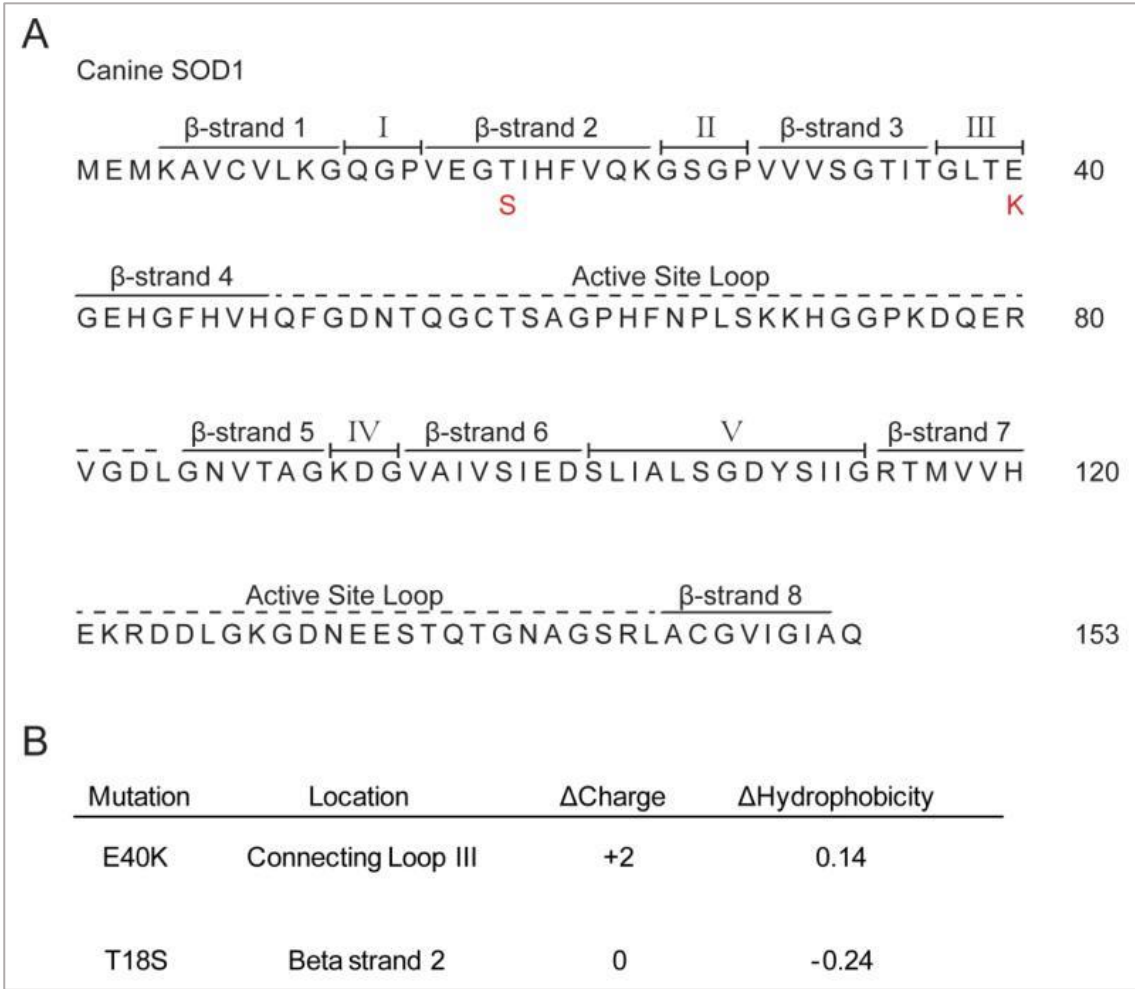 A
Canine SOD1
β-strand 1 I β-strand 2 II β-strand 3 III
MEMKAVCVLKGQGPVEGTIHFVQKGSGPVVVSGTITGLTE 40
S K
β-strand 4 Active Site Loop
GEHGFHVHQFGDNTQGCTSAGPHFNPLSKKHGGPKDQER 80
β-strand 5 IV β-strand 6 V β-strand 7
VGDLGNVTAGKDGVAIVSIEDSLIALSGDYSIIGRTMVVH 120
Active Site Loop β-strand 8
EKRDDLGKGDNEESTQTGNAGSRLACGVIGIAQ 153
B
Mutation Location ΔCharge ΔHydrophobicity
E40K Connecting Loop III +2 0.14
T18S Beta strand 2 0 -0.24